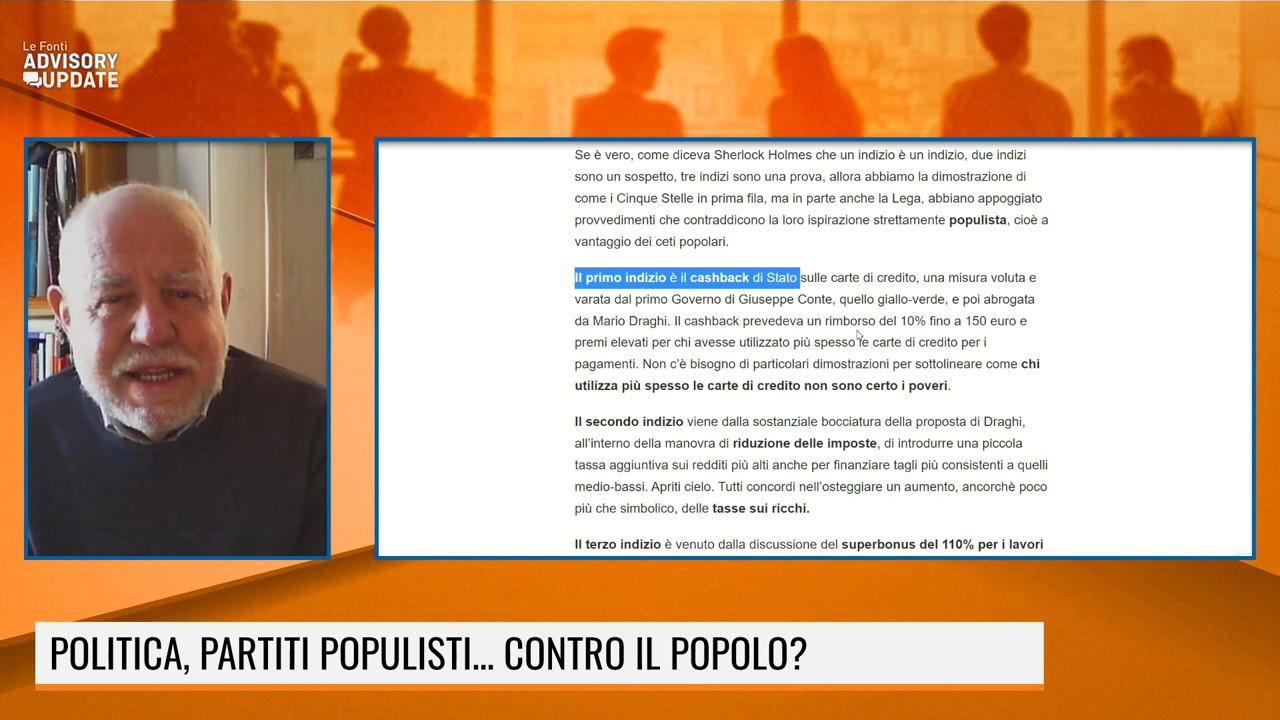 Le Fonti
ADVISORY
UPDATE
Se è vero, come diceva Sherlock Holmes che un indizio è un indizio, due indizi
sono un sospetto, tre indizi sono una prova, allora abbiamo la dimostrazione di
come i Cinque Stelle in prima fila, ma in parte anche la Lega, abbiano appoggiato
provvedimenti che contraddicono la loro ispirazione strettamente populista, cioè a
vantaggio dei ceti popolari.
Il primo indizio è il cashback di Stato sulle carte di credito, una misura voluta e
varata dal primo Governo di Giuseppe Conte, quello giallo-verde, e poi abrogata
da Mario Draghi. Il cashback prevedeva un rimborso del 10% fino a 150 euro e
premi elevati per chi avesse utilizzato più spesso le carte di credito per i
pagamenti. Non c'è bisogno di particolari dimostrazioni per sottolineare come chi
utilizza più spesso le carte di credito non sono certo i poveri.
Il secondo indizio viene dalla sostanziale bocciatura della proposta di Draghi,
all'interno della manovra di riduzione delle imposte, di introdurre una piccola
tassa aggiuntiva sui redditi più alti anche per finanziare tagli più consistenti a quelli
medio-bassi. Apriti cielo. Tutti concordi nell'osteggiare un aumento, ancorchè poco
più che simbolico, delle tasse sui ricchi.
Il terzo indizio è venuto dalla discussione del superbonus del 110% per i lavori
POLITICA, PARTITI POPULISTI... CONTRO IL POPOLO?